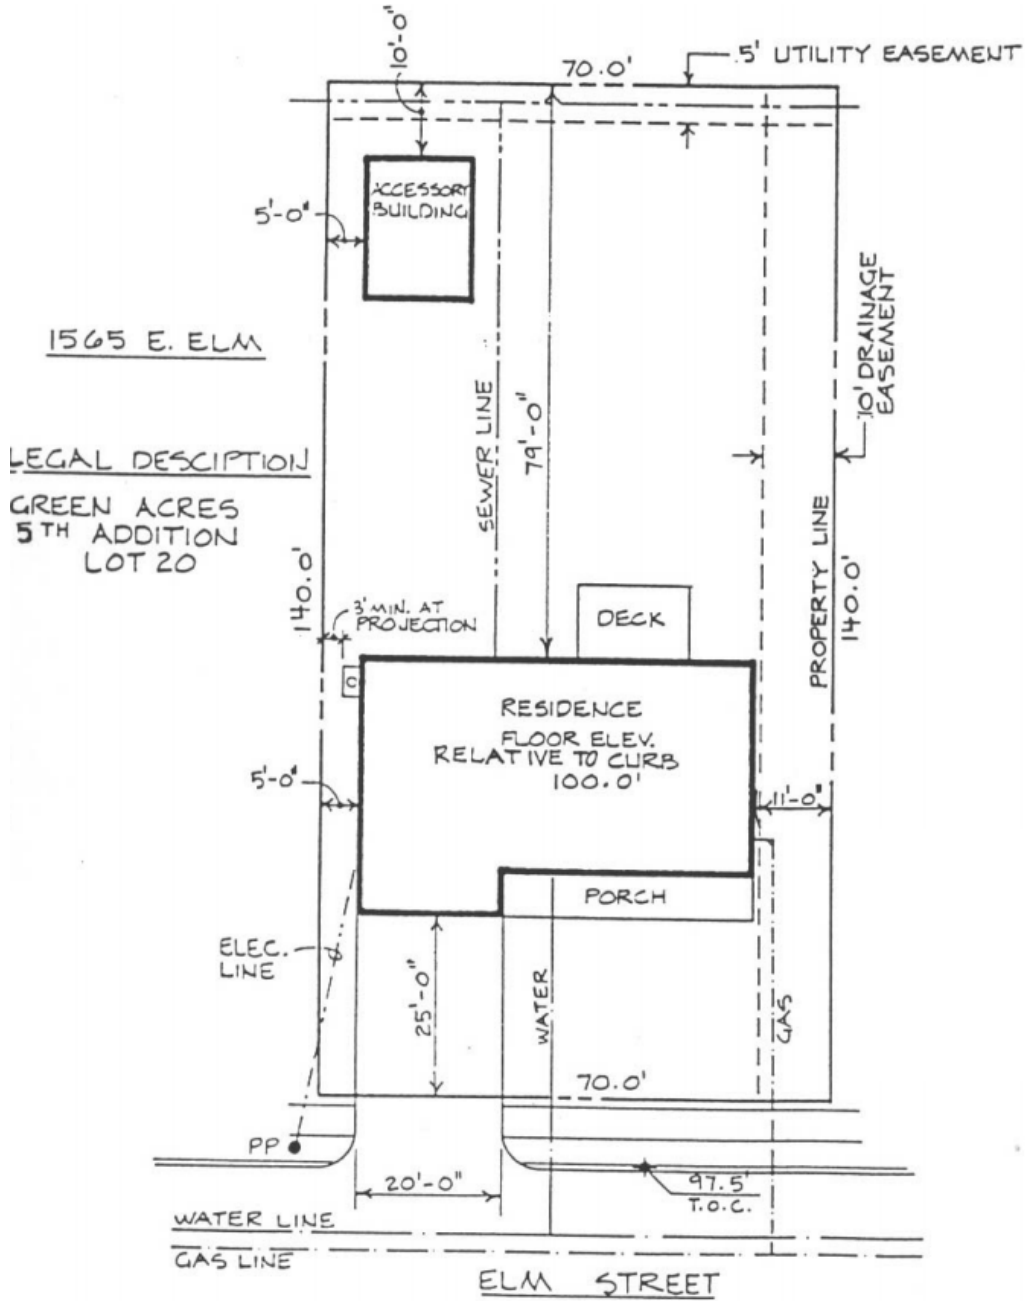 10'-0"
70.0'
.5' UTILITY EASEMENT
ACCESSORY
BUILDING
5'-0"
10' DRAINAGE
EASEMENT
1565 E. ELM
SEWER LINE
79'-0"
LEGAL DESCIPTION
GREEN ACRES
5TH ADDITION
LOT 20
140.0'
3' MIN. AT
PROJECTION
DECK
PROPERTY LINE
140.0'
C
RESIDENCE
FLOOR ELEV.
RELATIVE TO CURB
100.0'
5'-0"
11'-0"
PORCH
ELEC.
LINE
25'-0"
WATER
GAS
70.0'
PP
20'-0"
97.5'
T.O.C.
WATER LINE
GAS LINE
ELM STREET